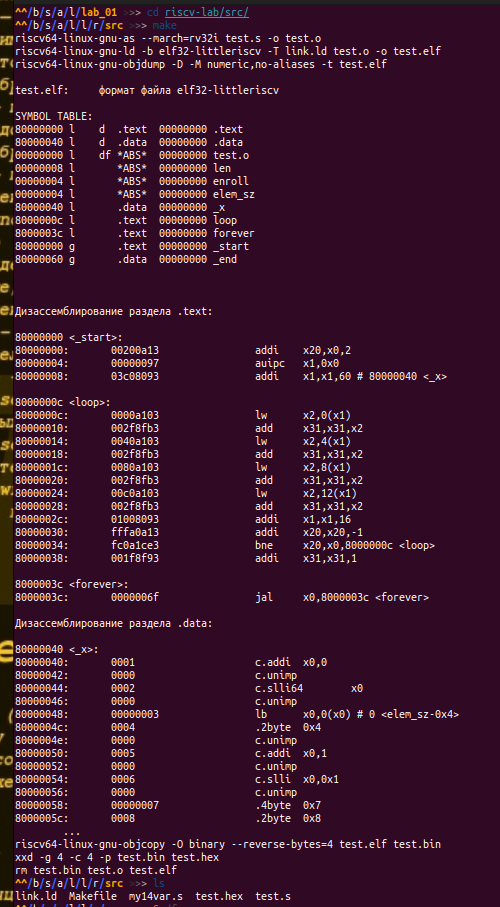 ^^/b/s/a/l/lab_01 >>> cd riscv-lab/src/
^^/b/s/a/l/l/r/src >>> make
riscv64-linux-gnu-as --march=rv32i test.s -o test.o
riscv64-linux-gnu-ld -b elf32-littleriscv -T link.ld test.o -o test.elf
riscv64-linux-gnu-objdump -D -M numeric,no-aliases -t test.elf

test.elf:     формат файла elf32-littleriscv

SYMBOL TABLE:
80000000 l    d  .text  00000000 .text
80000040 l    d  .data  00000000 .data
00000000 l    df *ABS*  00000000 test.o
00000008 l       *ABS*  00000000 len
00000004 l       *ABS*  00000000 enroll
00000004 l       *ABS*  00000000 elem_sz
80000040 l       .data  00000000 _x
8000000c l       .text  00000000 loop
8000003c l       .text  00000000 forever
80000000 g       .text  00000000 _start
80000060 g       .data  00000000 _end

Дизассемблирование раздела .text:

80000000 <_start>:
80000000:       00200a13                addi    x20,x0,2
80000004:       00000097                auipc   x1,0x0
80000008:       03c08093                addi    x1,x1,60 # 80000040 <_x>

8000000c <loop>:
8000000c:       0000a103                lw      x2,0(x1)
80000010:       002f8fb3                add     x31,x31,x2
80000014:       0040a103                lw      x2,4(x1)
80000018:       002f8fb3                add     x31,x31,x2
8000001c:       0080a103                lw      x2,8(x1)
80000020:       002f8fb3                add     x31,x31,x2
80000024:       00c0a103                lw      x2,12(x1)
80000028:       002f8fb3                add     x31,x31,x2
8000002c:       01008093                addi    x1,x1,16
80000030:       fffa0a13                addi    x20,x20,-1
80000034:       fc0a1ce3                bne     x20,x0,8000000c <loop>
80000038:       001f8f93                addi    x31,x31,1

8000003c <forever>:
8000003c:       0000006f                jal     x0,8000003c <forever>

Дизассемблирование раздела .data:

80000040 <_x>:
80000040:       0001                    c.addi  x0,0
80000042:       0000                    c.unimp
80000044:       0002                    c.slli64        x0
80000046:       0000                    c.unimp
80000048:       00000003                lb      x0,0(x0) # 0 <elem_sz-0x4>
8000004c:       0004                    .2byte  0x4
8000004e:       0000                    c.unimp
80000050:       0005                    c.addi  x0,1
80000052:       0000                    c.unimp
80000054:       0006                    c.slli  x0,0x1
80000056:       0000                    c.unimp
80000058:       00000007                .4byte  0x7
8000005c:       0008                    .2byte  0x8
        ...
riscv64-linux-gnu-objcopy -O binary --reverse-bytes=4 test.elf test.bin
xxd -g 4 -c 4 -p test.bin test.hex
rm test.bin test.o test.elf
^^/b/s/a/l/l/r/src >>> ls
link.ld  Makefile  my14var.s  test.hex  test.s